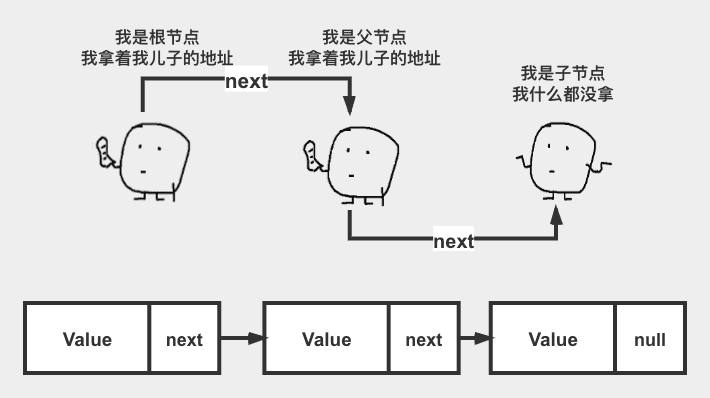 我是根节点
我拿着我儿子的地址
我是父节点
我拿着我儿子的地址
我是子节点
我什么都没拿
next
next
Value
next
Value
next
Value
null